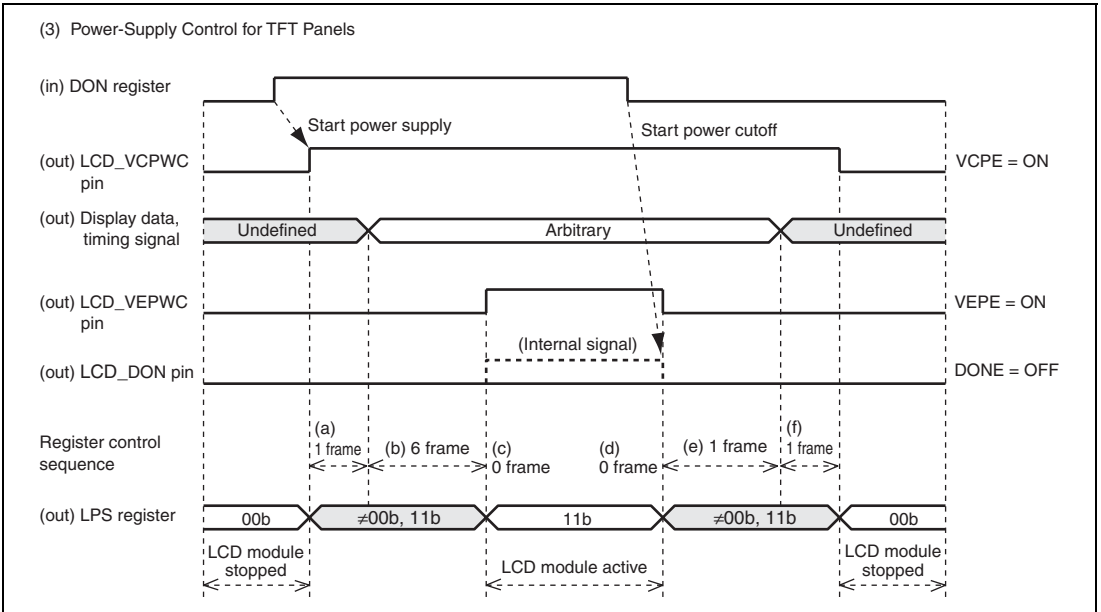 (3) Power-Supply Control for TFT Panels
(in) DON register
Start power supply
Start power cutoff
(out) LCD_VCPWC
pin
VCPE = ON
(out) Display data,
timing signal
Undefined
Arbitrary
Undefined
(out) LCD_VEPWC
pin
VEPE = ON
(Internal signal)
(out) LCD_DON pin
DONE = OFF
Register control
sequence
(a)
1 frame
(b) 6 frame
(c)
0 frame
(d)
0 frame
(e) 1 frame
(f)
1 frame
(out) LPS register
00b
≠00b, 11b
11b
≠00b, 11b
00b
LCD module
stopped
LCD module active
LCD module
stopped